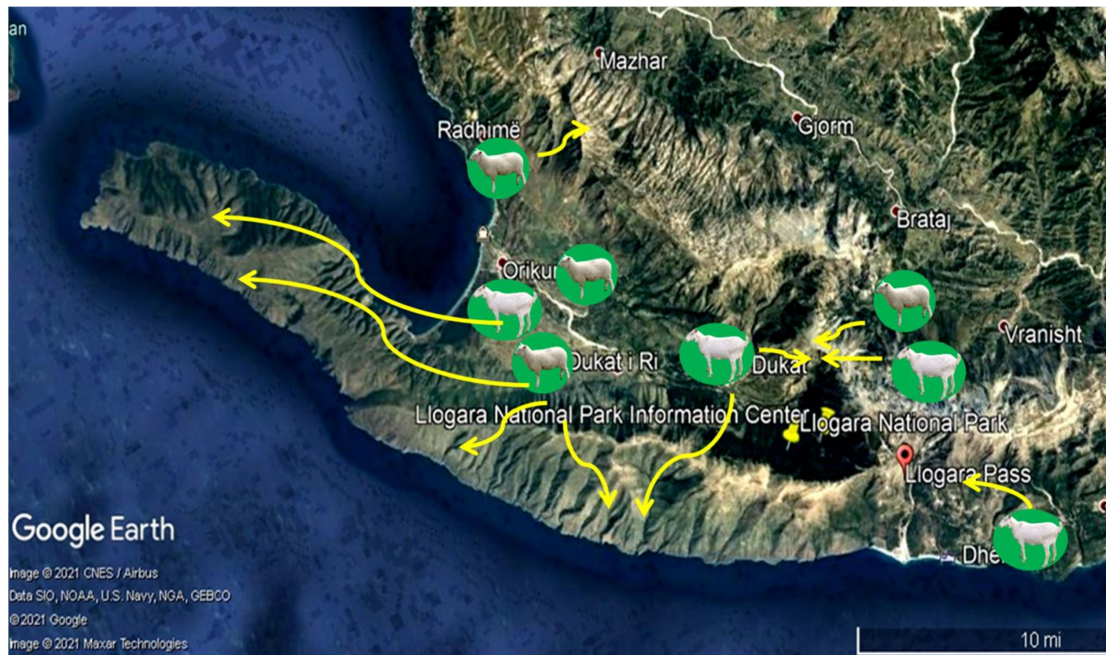 an
Mazhar
Gjorm
Radhimë
Brataj
Vranisht
Dukat i Ri
Dukat
Llogara National Park Information Center
Llogara National Park
Llogara Pass
Google Earth
Image © 2021 CNES / Airbus
Data SIO, NOAA, U.S. Navy, NGA, GEBCO
© 2021 Google
Image © 2021 Maxar Technologies
10 mi